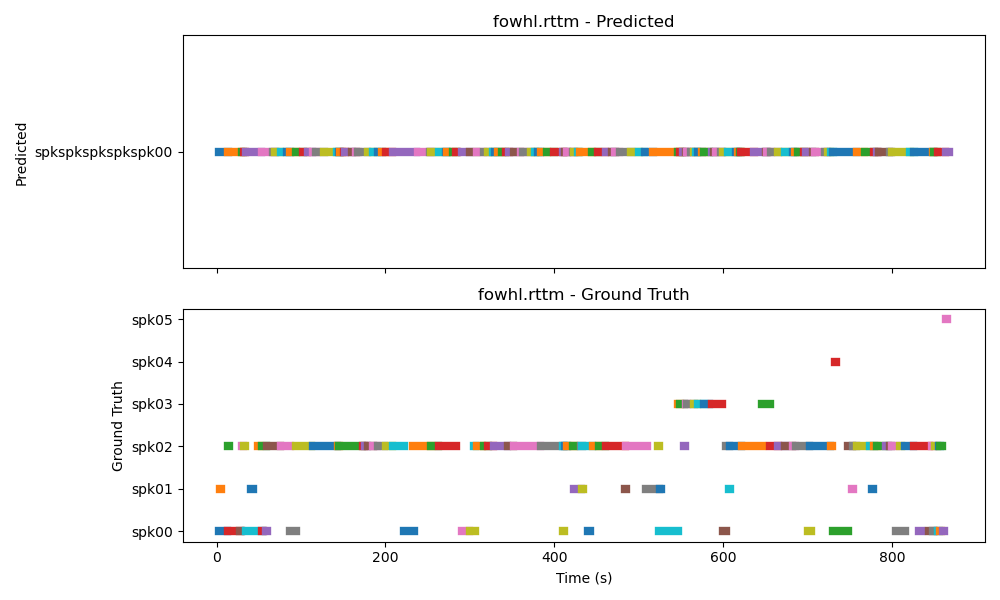 fowhl.rttm - Predicted
Predicted
spkspkspkspkspk00
fowhl.rttm - Ground Truth
Ground Truth
spk05
spk04
spk03
spk02
spk01
spk00
0 200 400 600 800
Time (s)